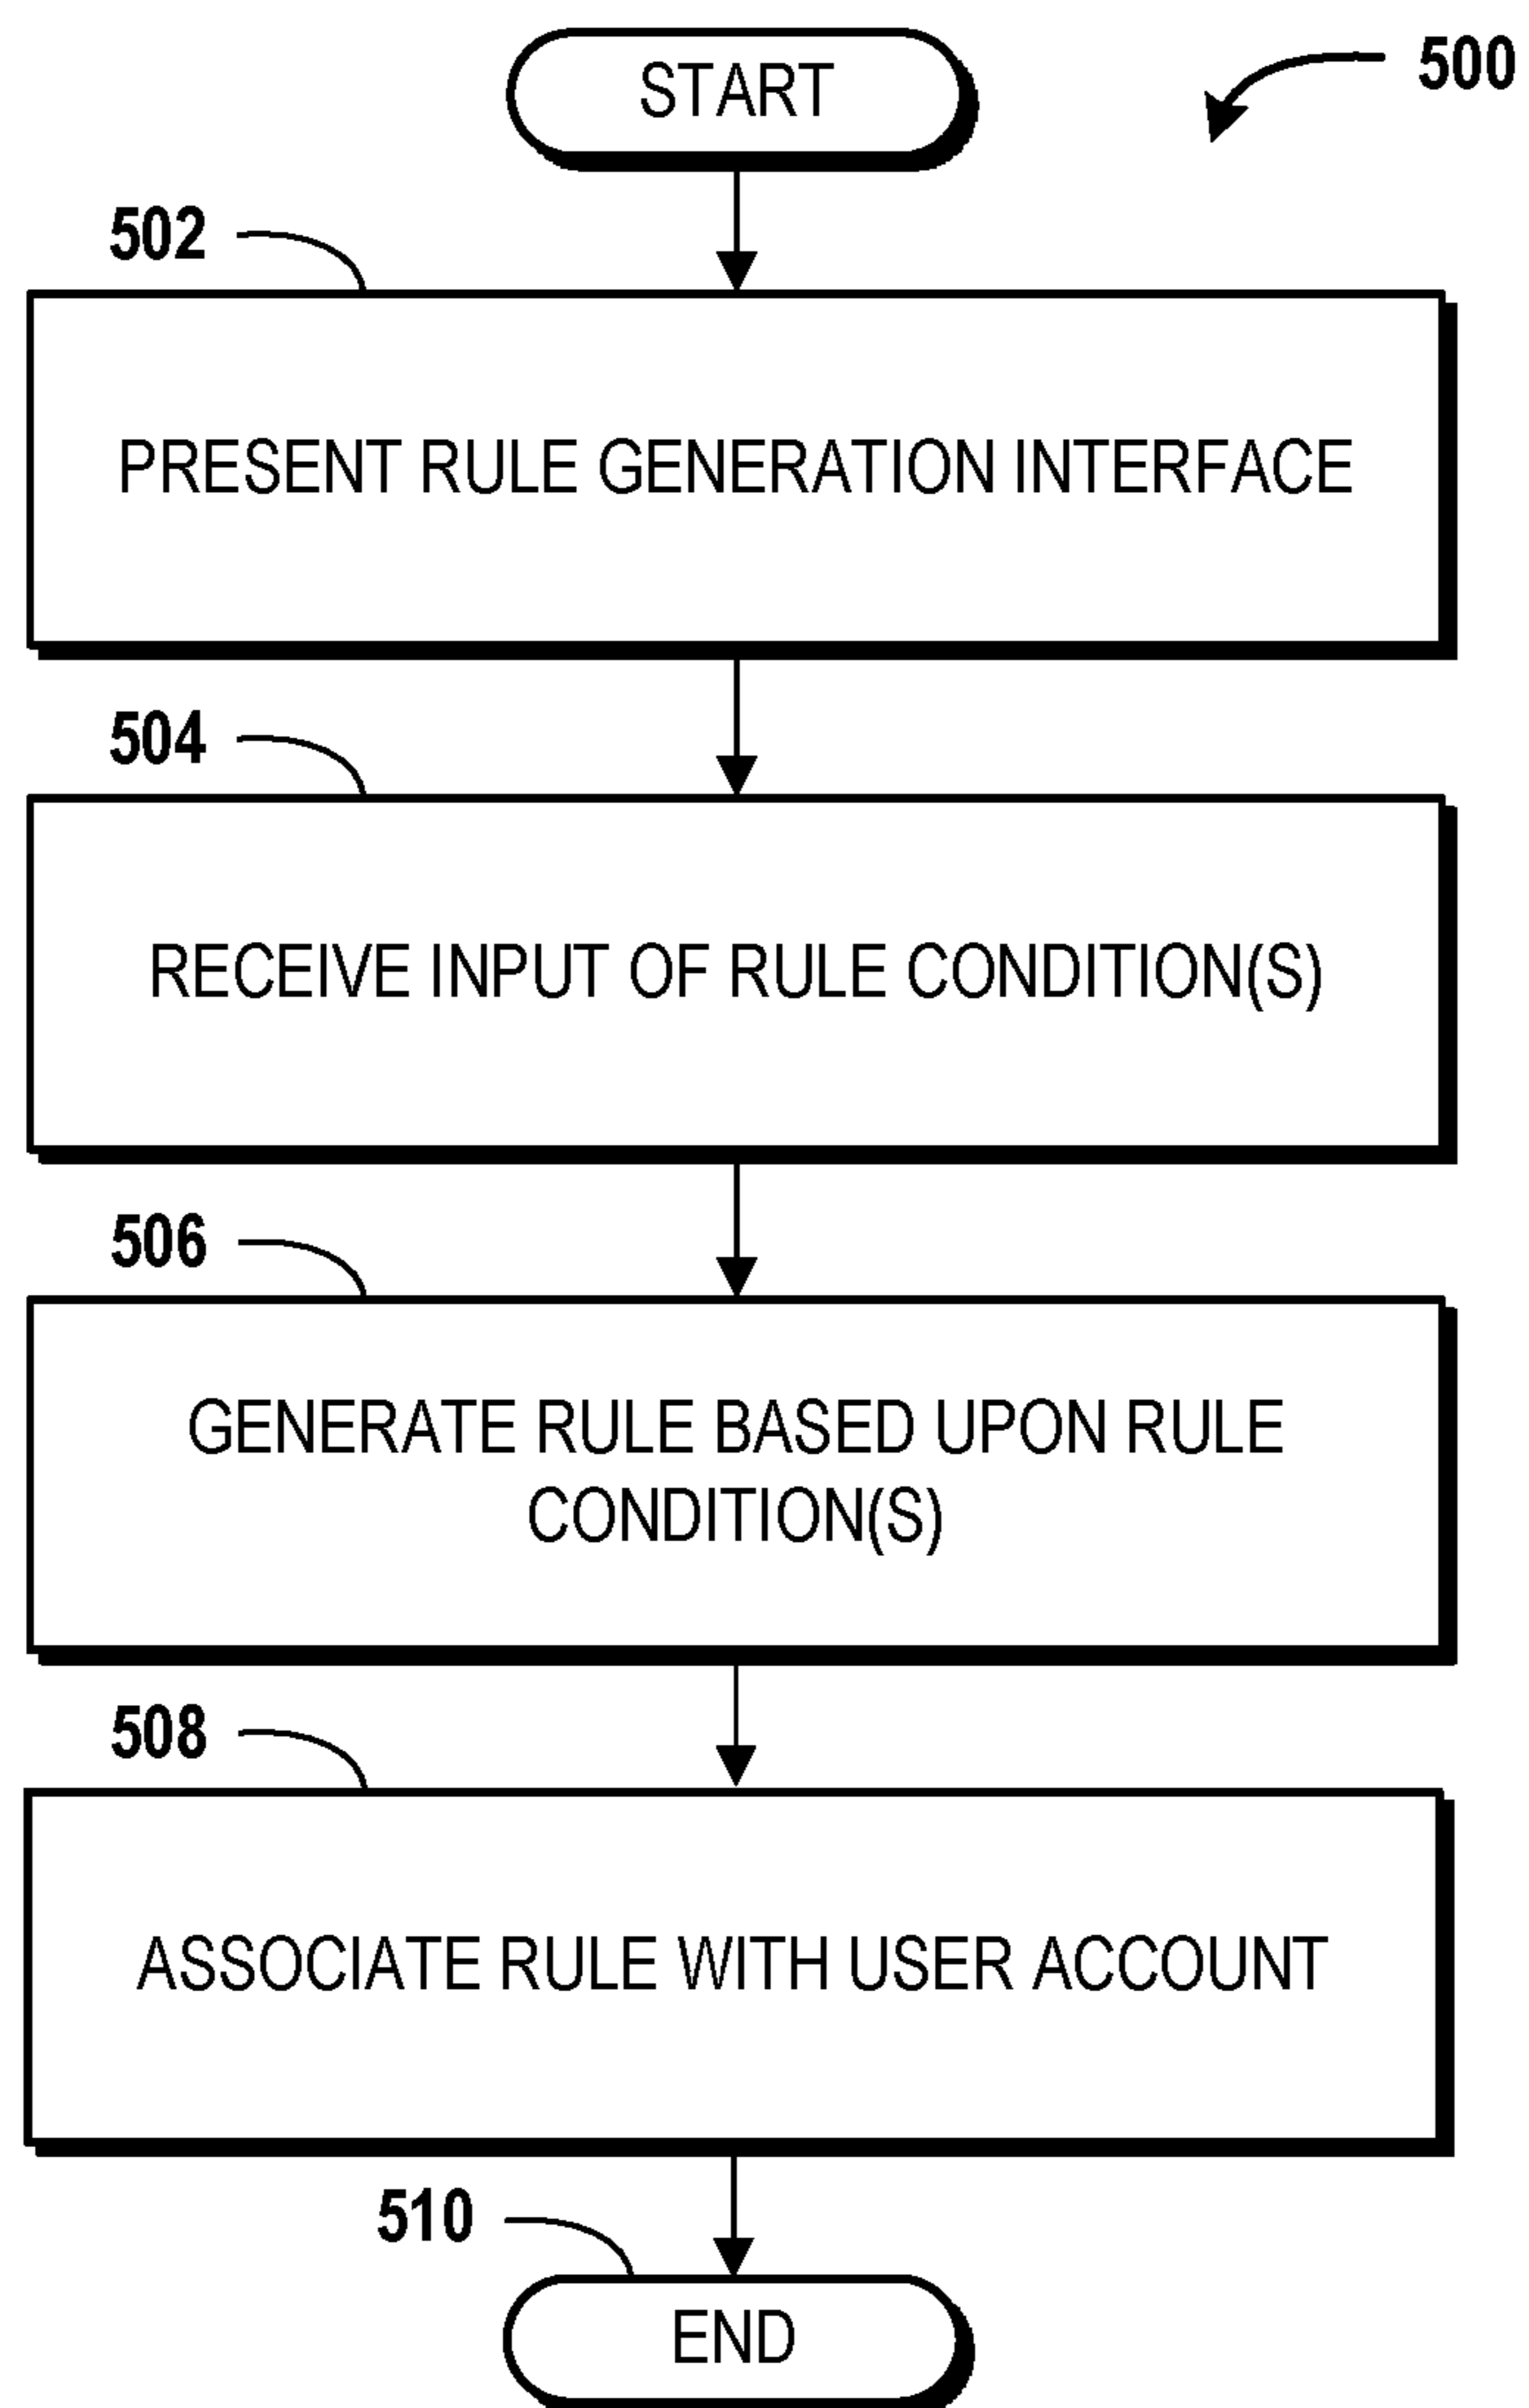 START
500
502
PRESENT RULE GENERATION INTERFACE
504
RECEIVE INPUT OF RULE CONDITION(S)
506
GENERATE RULE BASED UPON RULE
CONDITION(S)
508
ASSOCIATE RULE WITH USER ACCOUNT
510
END